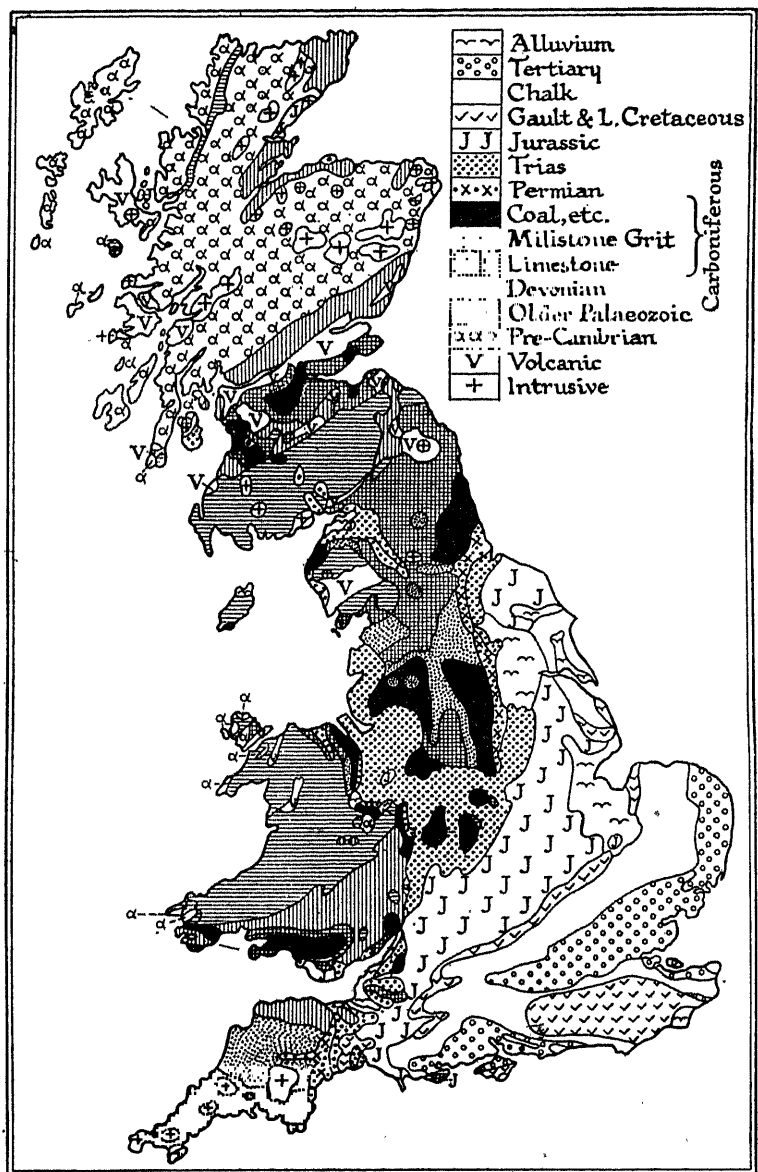 Alluvium
Tertiary
Chalk
Gault & L. Cretaceous
Jurassic
Trias
Permian
Coal, etc.
Millstone Grit
Limestone
Devonian
Older Palaeozoic
Pre-Cambrian
Volcanic
Intrusive
Carboniferous